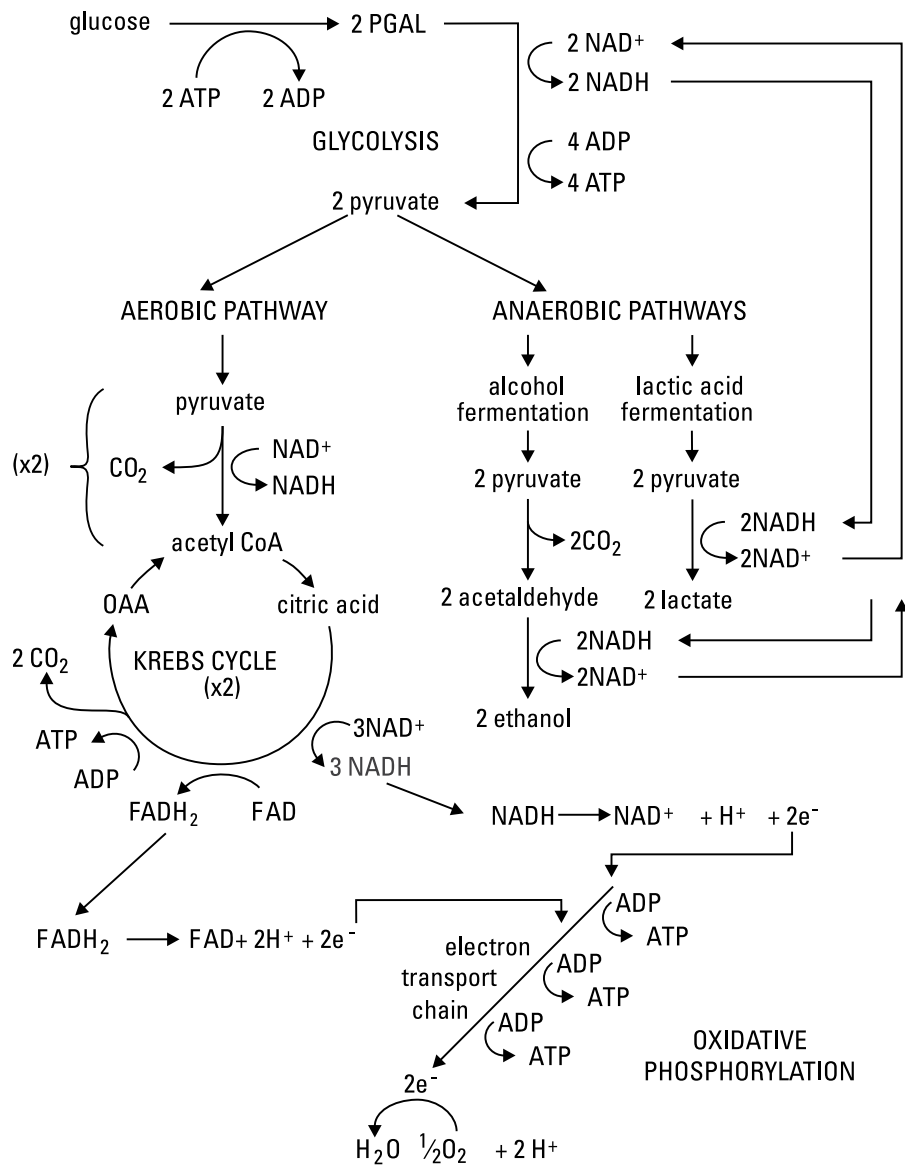 glucose
2 PGAL
2 NAD⁺
2 NADH
2 ATP
2 ADP
GLYCOLYSIS
4 ADP
4 ATP
2 pyruvate
AEROBIC PATHWAY
ANAEROBIC PATHWAYS
alcohol
fermentation
lactic acid
fermentation
pyruvate
(x2)
CO₂
NAD⁺
NADH
2 pyruvate
2 pyruvate
acetyl CoA
2CO₂
2NADH
2NAD⁺
OAA
citric acid
2 acetaldehyde
2 lactate
KREBS CYCLE
(x2)
2 CO₂
2NADH
2NAD⁺
2 ethanol
ATP
ADP
3NAD⁺
3 NADH
FADH₂
FAD
NADH
NAD⁺ + H⁺ + 2e⁻
FADH₂
FAD+ 2H⁺ + 2e⁻
electron
transport
chain
ADP
ATP
ADP
ATP
ADP
ATP
OXIDATIVE
PHOSPHORYLATION
2e⁻
H₂O ½O₂ + 2 H⁺